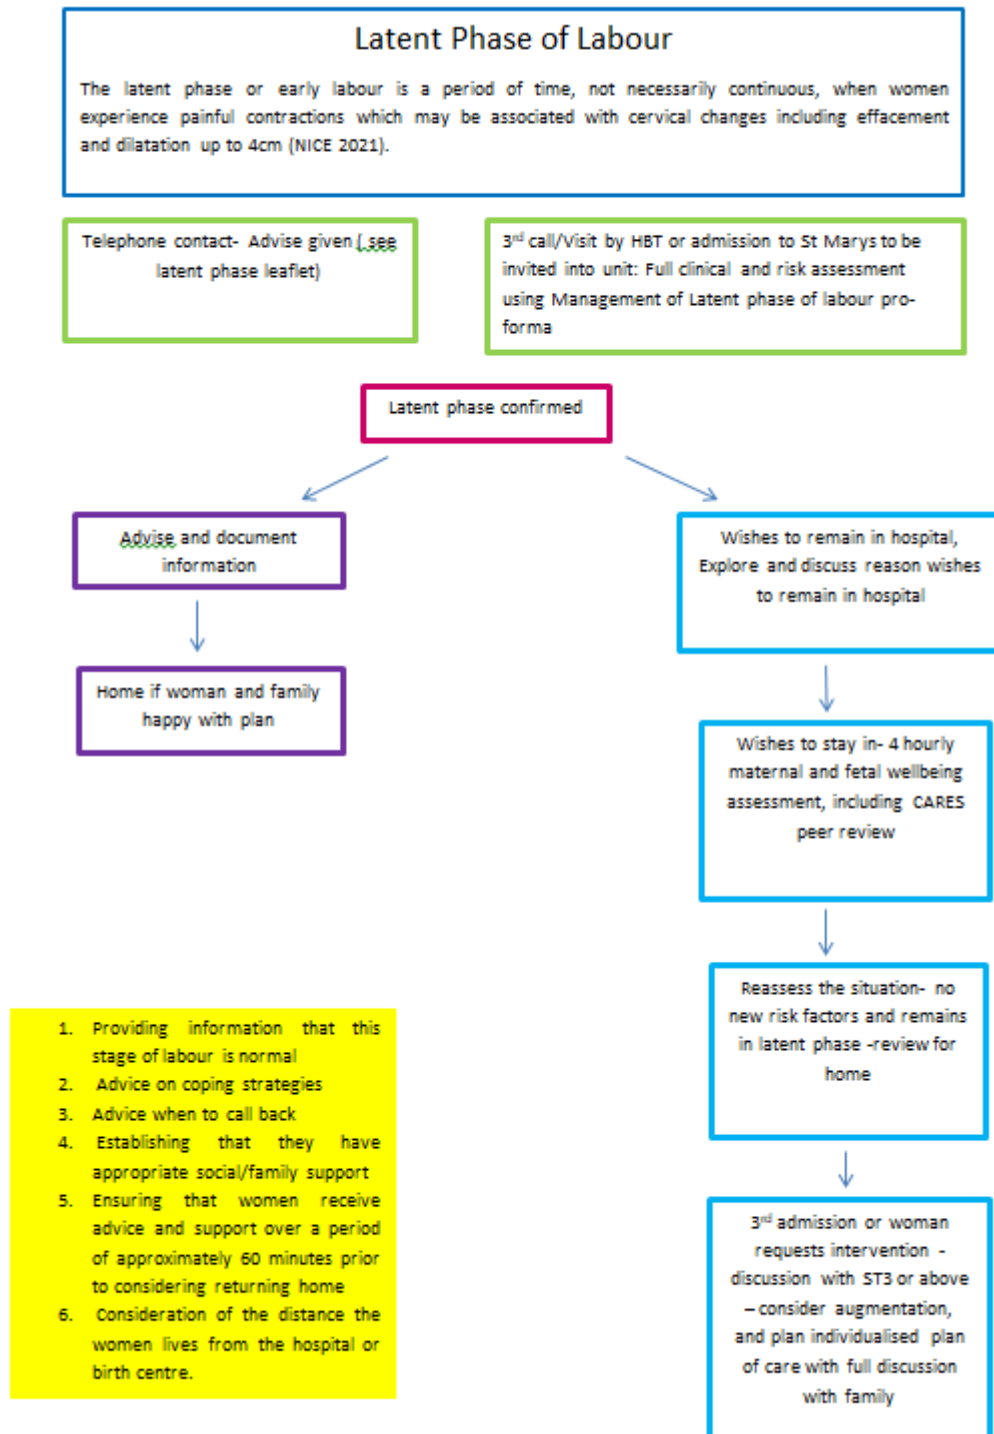 Latent Phase of Labour
The latent phase or early labour is a period of time, not necessarily continuous, when women
experience painful contractions which may be associated with cervical changes including effacement
and dilatation up to 4cm (NICE 2021).
Telephone contact- Advise given ( see
latent phase leaflet)
3rd call/Visit by HBT or admission to St Marys to be
invited into unit: Full clinical and risk assessment
using Management of Latent phase of labour pro-
forma
Latent phase confirmed
Advise and document
information
Home if woman and family
happy with plan
Wishes to remain in hospital,
Explore and discuss reason wishes
to remain in hospital
Wishes to stay in- 4 hourly
maternal and fetal wellbeing
assessment, including CARES
peer review
Reassess the situation- no
new risk factors and remains
in latent phase -review for
home
3rd admission or woman
requests intervention -
discussion with ST3 or above
– consider augmentation,
and plan individualised plan
of care with full discussion
with family
1. Providing information that this
stage of labour is normal
2. Advice on coping strategies
3. Advice when to call back
4. Establishing that they have
appropriate social/family support
5. Ensuring that women receive
advice and support over a period
of approximately 60 minutes prior
to considering returning home
6. Consideration of the distance the
women lives from the hospital or
birth centre.